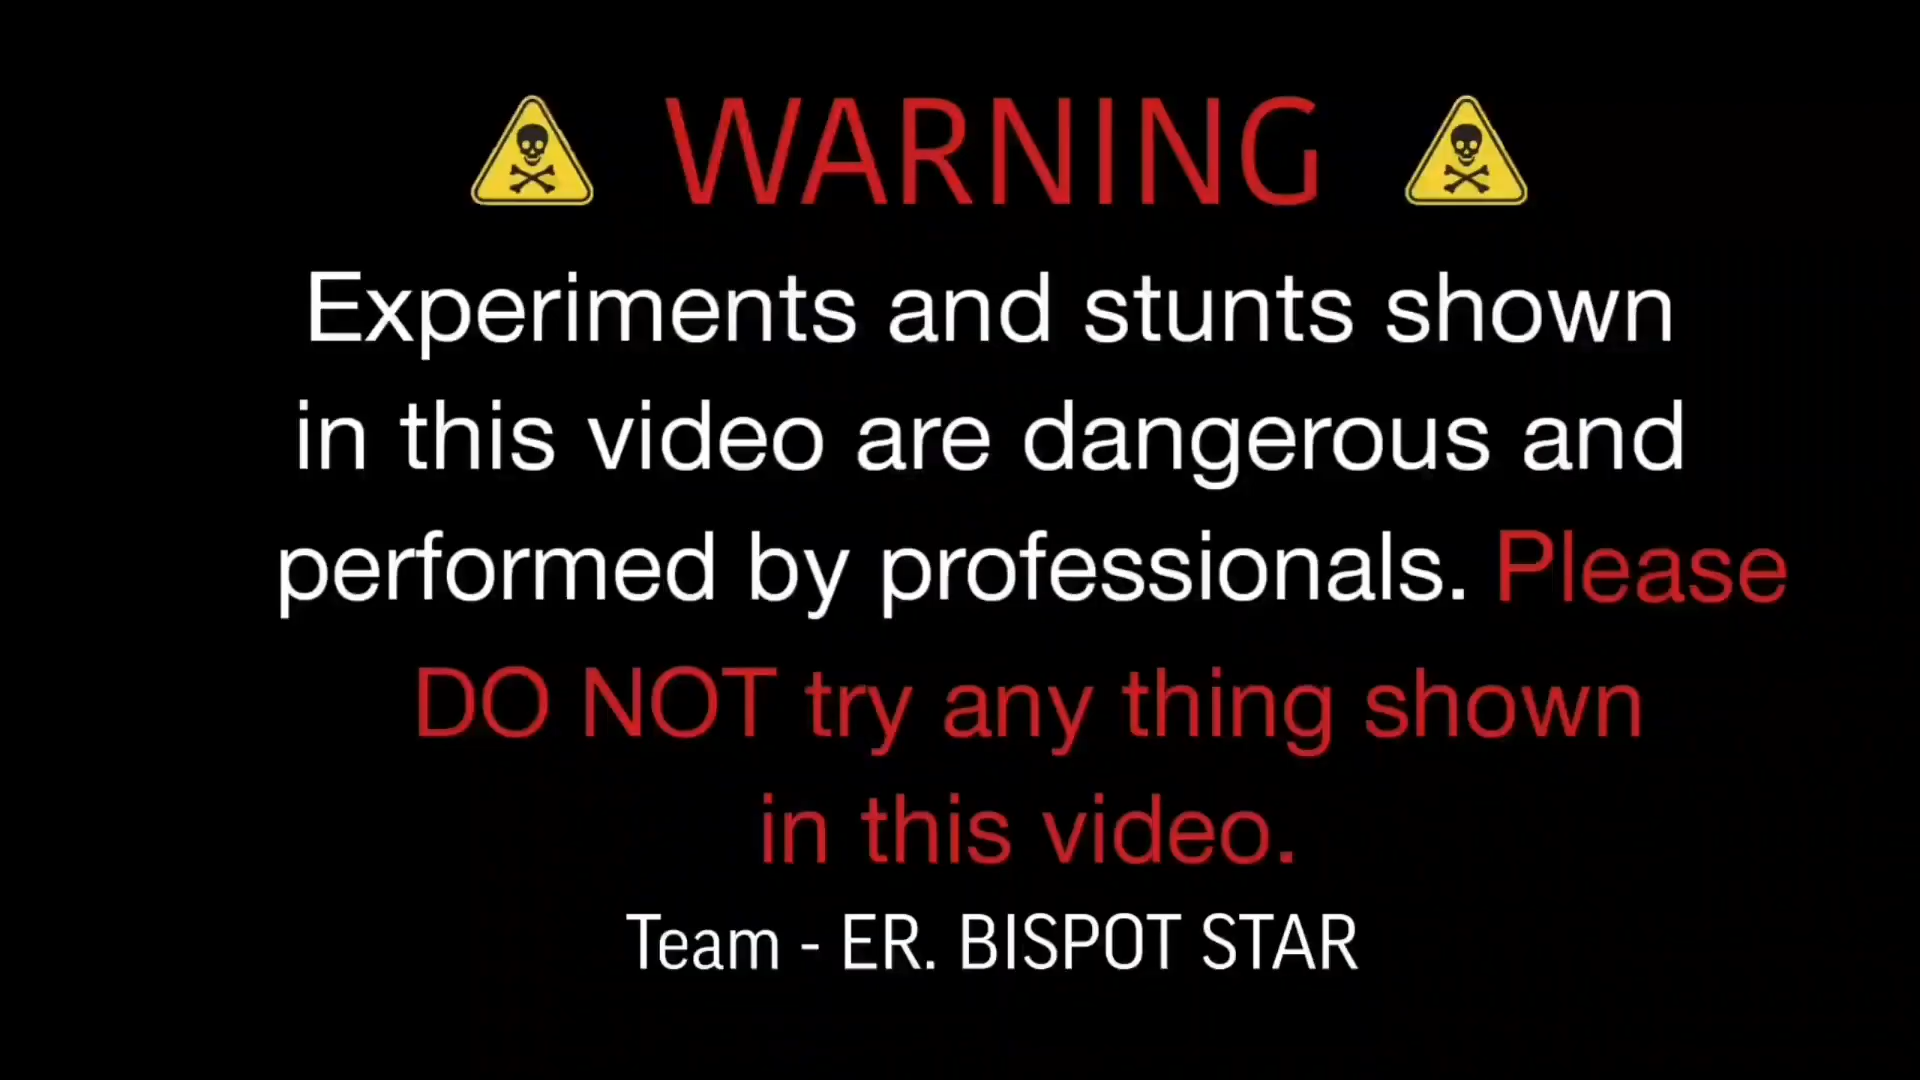 WARNING
Experiments and stunts shown
in this video are dangerous and
performed by professionals. Please
DO NOT try any thing shown
in this video.
Team - ER. BISPOT STAR